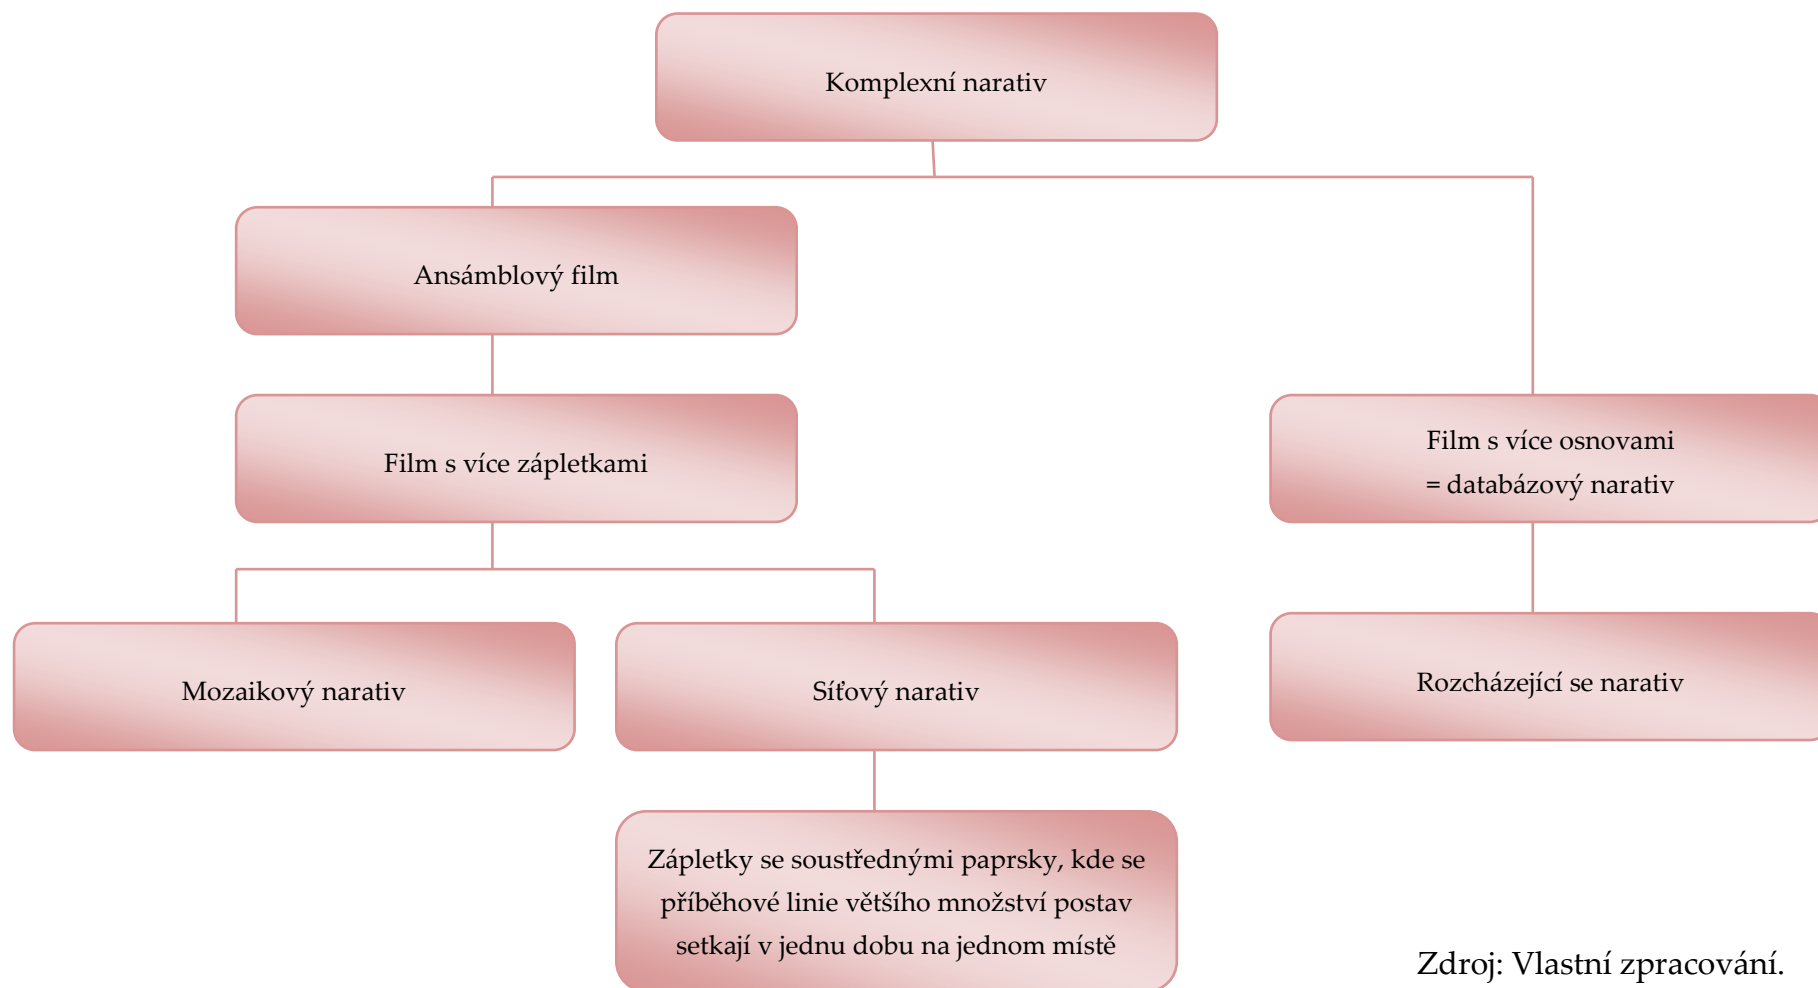 Komplexní narativ
Ansámblový film
Film s více zápletkami
Film s více osnovami
= databázový narativ
Mozaikový narativ
Síťový narativ
Rozcházející se narativ
Zápletky se soustřednými paprsky, kde se
příběhové linie většího množství postav
setkají v jednu dobu na jednom místě
Zdroj: Vlastní zpracování.